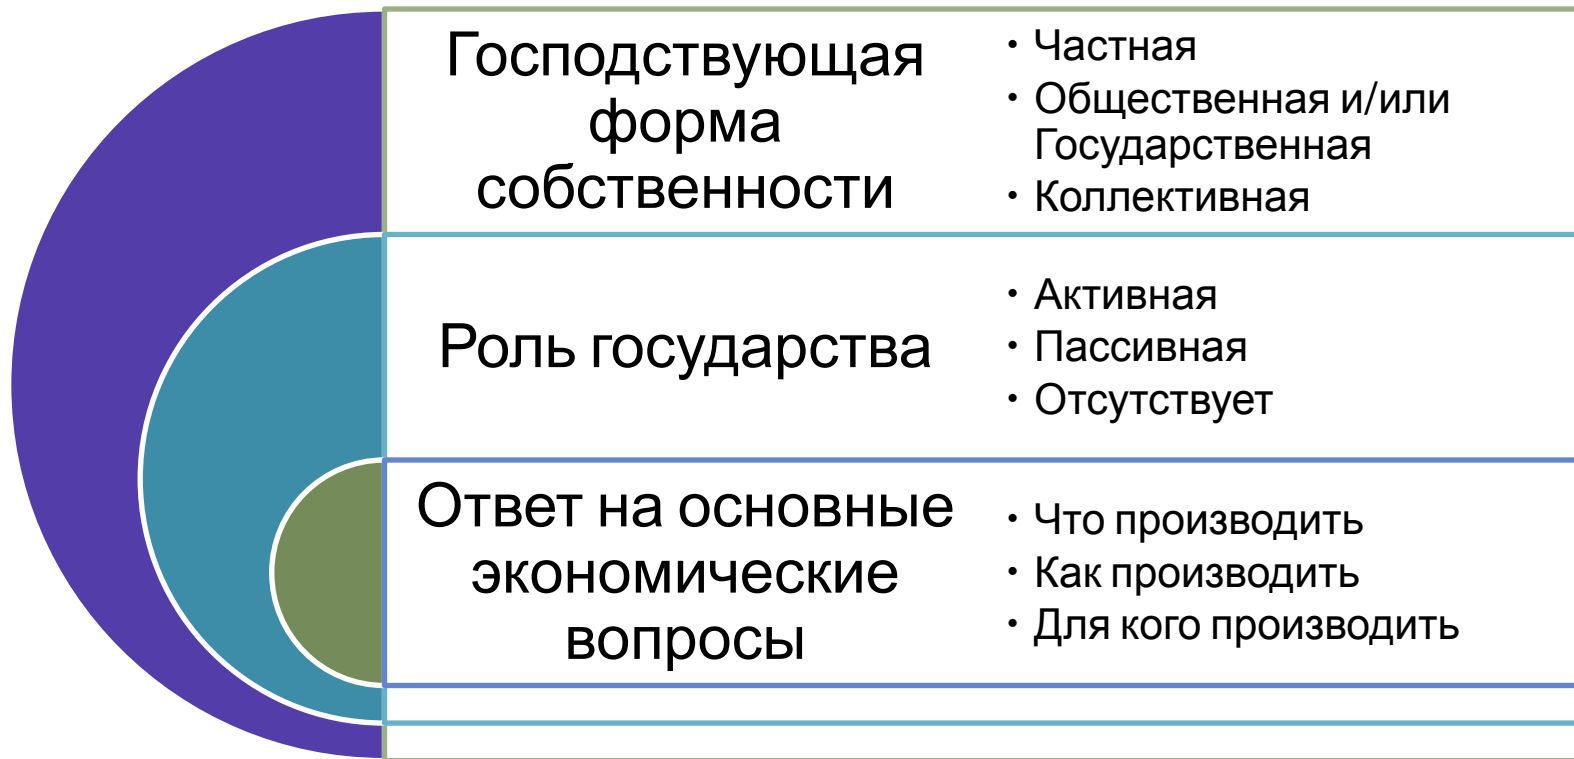 Господствующая
форма
собственности
• Частная
• Общественная и/или
Государственная
• Коллективная
Роль государства
• Активная
• Пассивная
• Отсутствует
Ответ на основные
экономические
вопросы
• Что производить
• Как производить
• Для кого производить